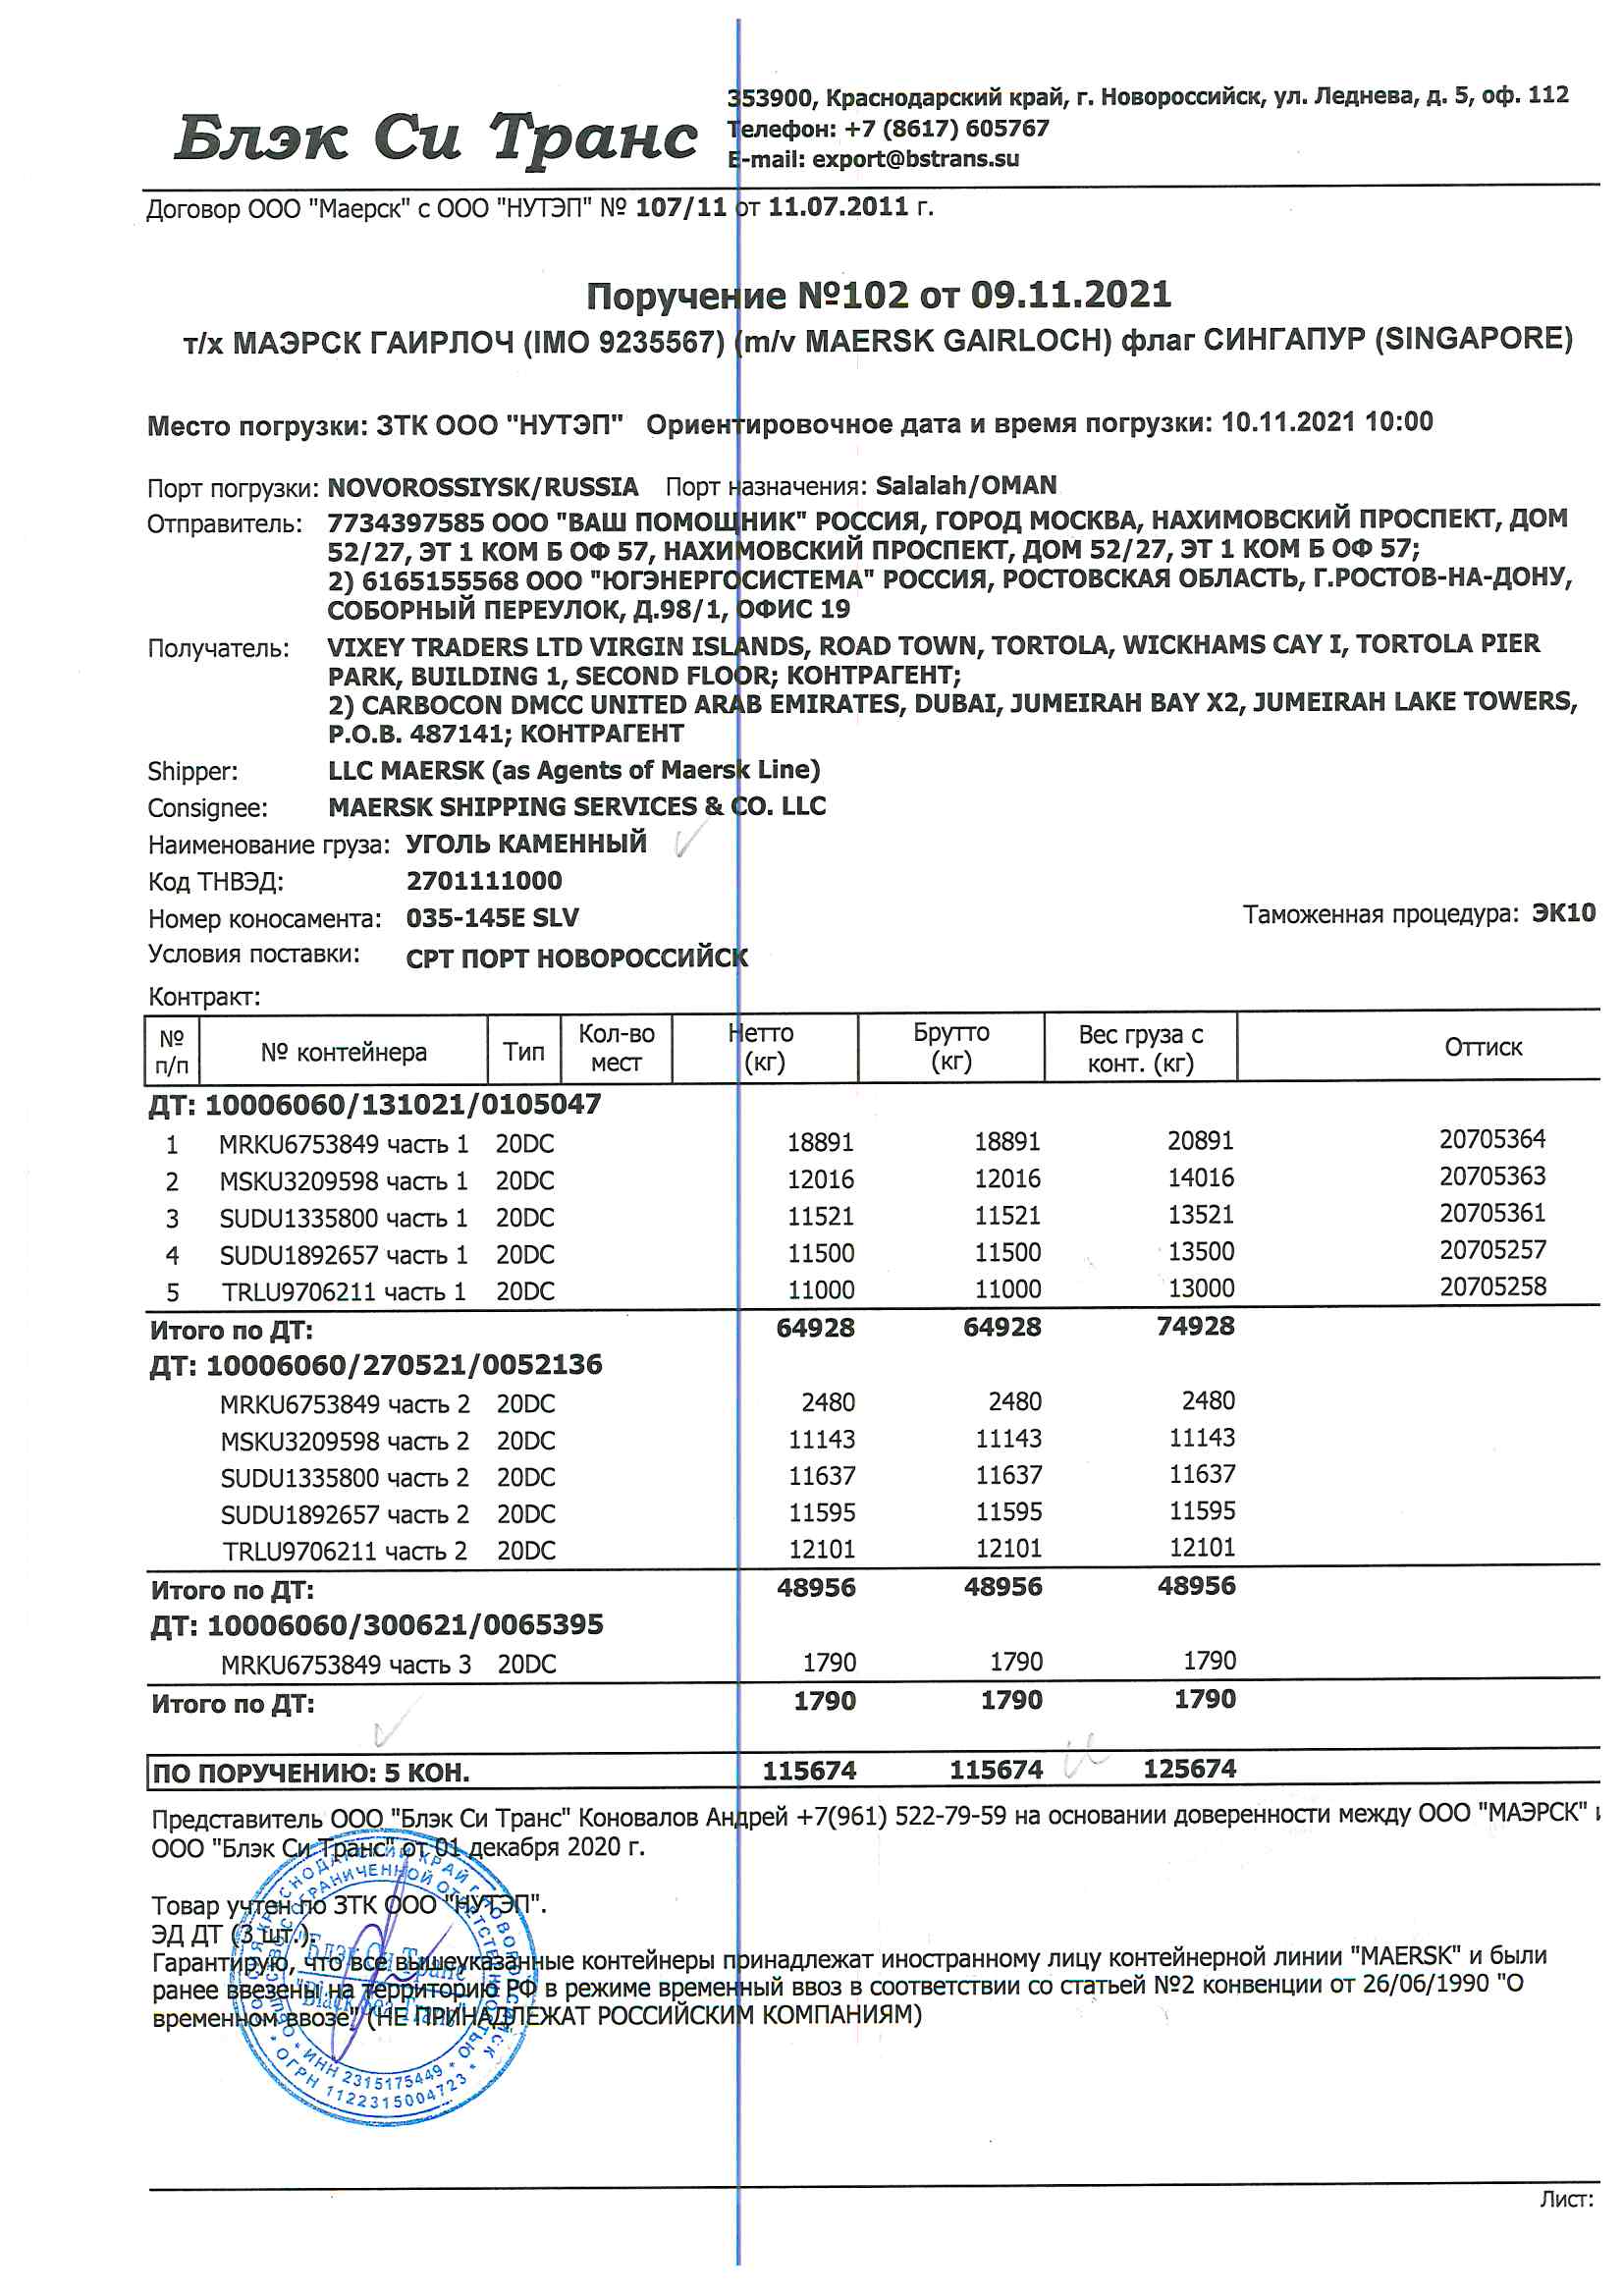 Блэк Си Транс
353900, Краснодарский край, г. Новороссийск, ул. Леднева, д. 5, оф. 112
Телефон: +7 (8617) 605767
E-mail: export@bstrans.su
Договор ООО "Маерск" с ООО "НУТЭП" № 107/11 от 11.07.2011 г.
Поручение №102 от 09.11.2021
т/х МАЭРСК ГАИРЛОЧ (IMO 9235567) (m/v MAERSK GAIRLOCH) флаг СИНГАПУР (SINGAPORE)
Место погрузки: ЗТК ООО "НУТЭП" Ориентировочное дата и время погрузки: 10.11.2021 10:00
Порт погрузки: NOVOROSSIYSK/RUSSIA Порт назначения: Salalah/OMAN
Отправитель: 7734397585 ООО "ВАШ ПОМОЩНИК" РОССИЯ, ГОРОД МОСКВА, НАХИМОВСКИЙ ПРОСПЕКТ, ДОМ
52/27, ЭТ 1 КОМ Б ОФ 57, НАХИМОВСКИЙ ПРОСПЕКТ, ДОМ 52/27, ЭТ 1 КОМ Б ОФ 57;
2) 6165155568 ООО "ЮГЭНЕРГОСИСТЕМА" РОССИЯ, РОСТОВСКАЯ ОБЛАСТЬ, Г.РОСТОВ-НА-ДОНУ,
СОБОРНЫЙ ПЕРЕУЛОК, Д.98/1, ОФИС 19
Получатель: VIXEY TRADERS LTD VIRGIN ISLANDS, ROAD TOWN, TORTOLA, WICKHAMS CAY I, TORTOLA PIER
PARK, BUILDING 1, SECOND FLOOR; КОНТРАГЕНТ;
2) CARBOCON DMCC UNITED ARAB EMIRATES, DUBAI, JUMEIRAH BAY X2, JUMEIRAH LAKE TOWERS,
P.O.B. 487141; КОНТРАГЕНТ
Shipper: LLC MAERSK (as Agents of Maersk Line)
Consignee: MAERSK SHIPPING SERVICES & CO. LLC
Наименование груза: УГОЛЬ КАМЕННЫЙ
Код ТНВЭД: 2701111000
Номер коносамента: 035-145E SLV Таможенная процедура: ЭК10
Условия поставки: СРТ ПОРТ НОВОРОССИЙСК
Контракт:
№ п/п № контейнера Тип Кол-во мест Нетто (кг) Брутто (кг) Вес груза с конт. (кг) Оттиск
ДТ: 10006060/131021/0105047
1 MRKU6753849 часть 1 20DC 18891 18891 20891 20705364
2 MSKU3209598 часть 1 20DC 12016 12016 14016 20705363
3 SUDU1335800 часть 1 20DC 11521 11521 13521 20705361
4 SUDU1892657 часть 1 20DC 11500 11500 13500 20705257
5 TRLU9706211 часть 1 20DC 11000 11000 13000 20705258
Итого по ДТ: 64928 64928 74928
ДТ: 10006060/270521/0052136
MRKU6753849 часть 2 20DC 2480 2480 2480
MSKU3209598 часть 2 20DC 11143 11143 11143
SUDU1335800 часть 2 20DC 11637 11637 11637
SUDU1892657 часть 2 20DC 11595 11595 11595
TRLU9706211 часть 2 20DC 12101 12101 12101
Итого по ДТ: 48956 48956 48956
ДТ: 10006060/300621/0065395
MRKU6753849 часть 3 20DC 1790 1790 1790
Итого по ДТ: 1790 1790 1790
ПО ПОРУЧЕНИЮ: 5 КОН. 115674 115674 125674
Представитель ООО "Блэк Си Транс" Коновалов Андрей +7(961) 522-79-59 на основании доверенности между ООО "МАЭРСК" и
ООО "Блэк Си Транс" от 01 декабря 2020 г.
Товар учтен по ЗТК ООО "НУТЭП".
ЭД ДТ (3 шт.).
Гарантирую, что все вышеуказанные контейнеры принадлежат иностранному лицу контейнерной линии "MAERSK" и были
ранее ввезены на территорию РФ в режиме временный ввоз в соответствии со статьей №2 конвенции от 26/06/1990 "О
временном ввозе" (НЕ ПРИНАДЛЕЖАТ РОССИЙСКИМ КОМПАНИЯМ)
"Блэк Си Транс"
"Black Sea Trans"
ИНН 2315175449
ОГРН 1122315004723
Лист: